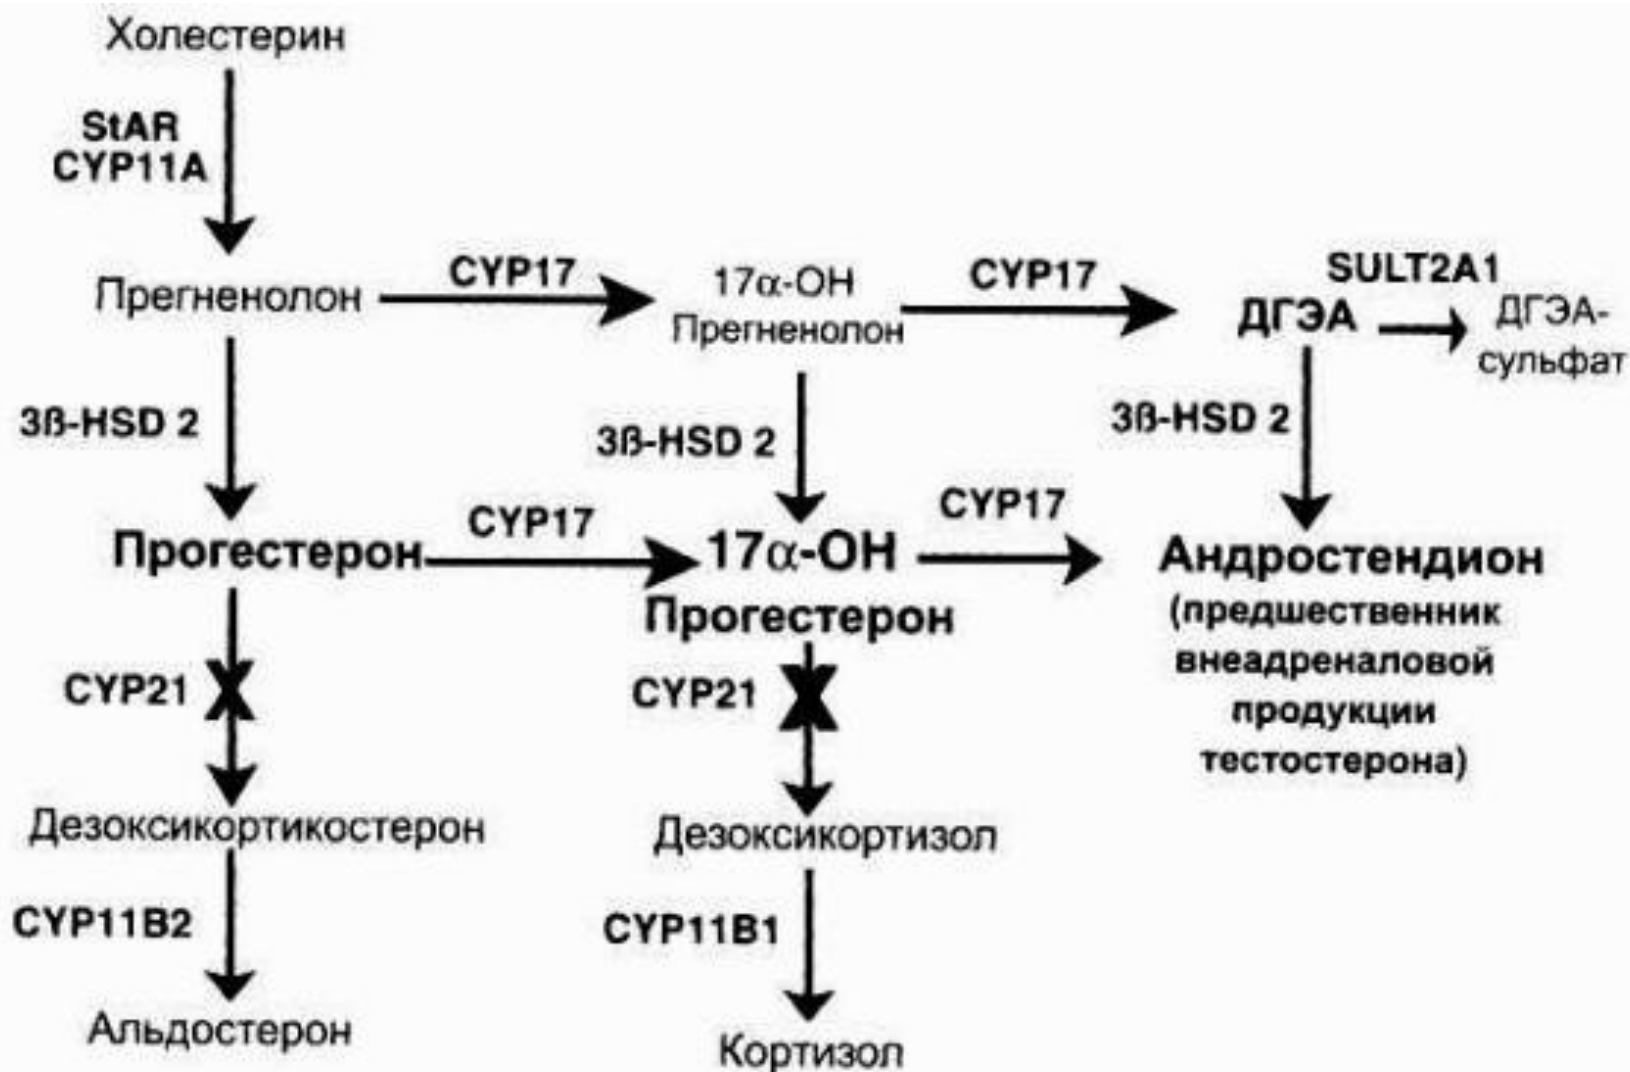 Холестерин
StAR
CYP11A
Прегненолон
CYP17
17α-OH
Прегненолон
CYP17
ДГЭА
SULT2A1
ДГЭА-
сульфат
3ß-HSD 2
3ß-HSD 2
3ß-HSD 2
Прогестерон
CYP17
17α-OH
Прогестерон
CYP17
Андростендион
(предшественник
внеадреналовой
продукции
тестостерона)
CYP21
X
CYP21
X
Дезоксикортикостерон
Дезоксикортизол
CYP11B2
CYP11B1
Альдостерон
Кортизол